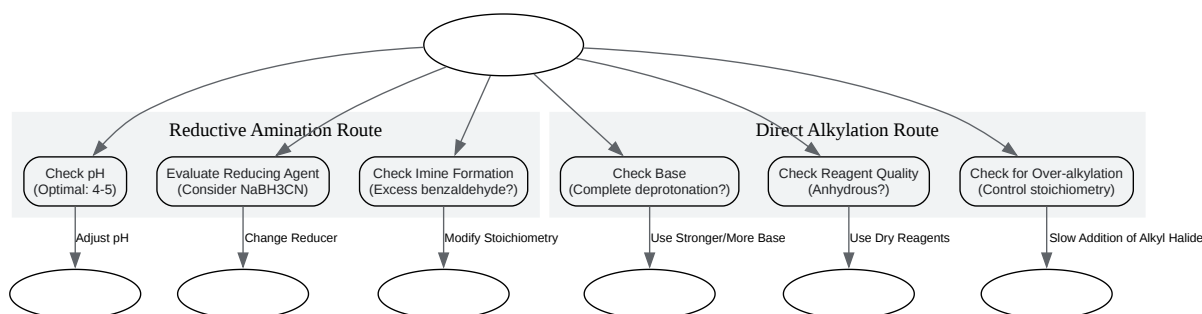 Reductive Amination Route
Direct Alkylation Route
Check pH
(Optimal: 4-5)
Evaluate Reducing Agent
(Consider NaBH3CN)
Check Imine Formation
(Excess benzaldehyde?)
Check Base
(Complete deprotonation?)
Check Reagent Quality
(Anhydrous?)
Check for Over-alkylation
(Control stoichiometry)
Adjust pH
Change Reducer
Modify Stoichiometry
Use Stronger/More Base
Use Dry Reagents
Slow Addition of Alkyl Halide